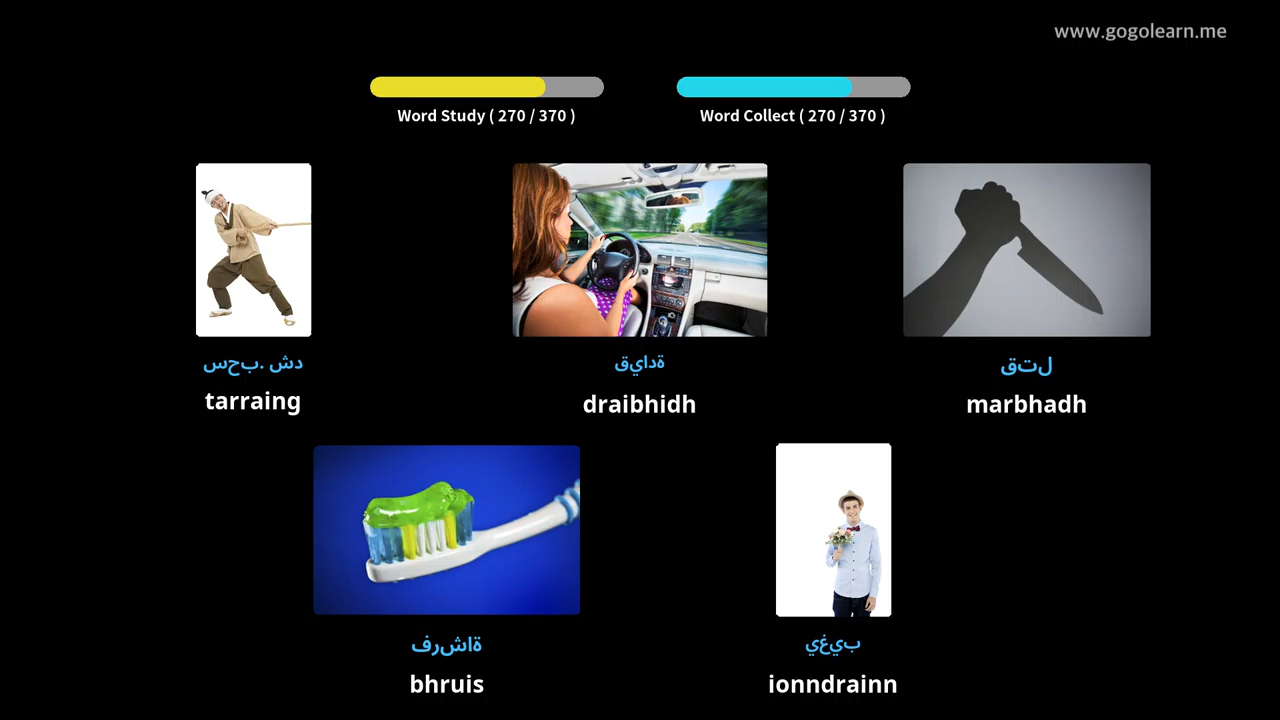 www.gogolearn.me
Word Study ( 270 / 370 )
Word Collect ( 270 / 370 )
دش .بحس
tarraing
ةدايق
draibhidh
لتق
marbhadh
ةاشرف
bhruis
بيغي
ionndrainn